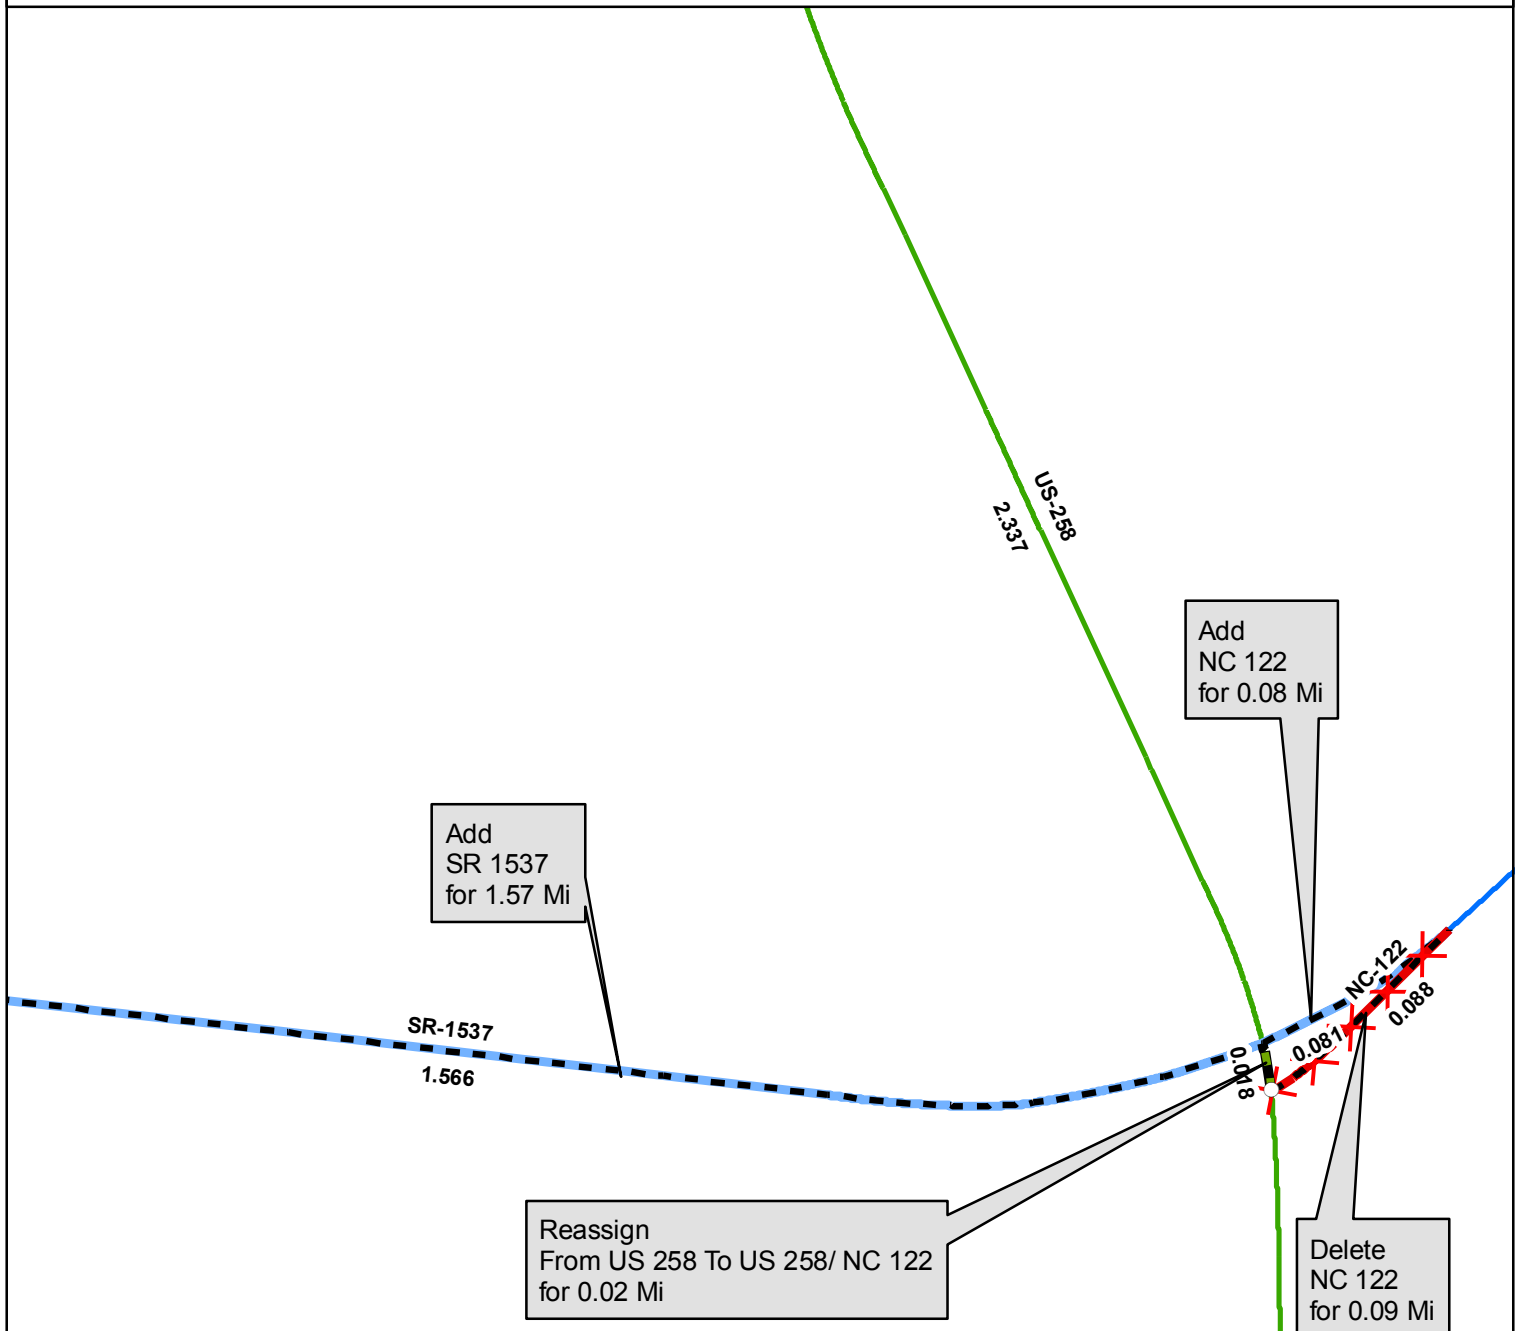 US-258
2.337
Add
NC 122
for 0.08 Mi
Add
SR 1537
for 1.57 Mi
NC-122
0.088
0.081
0.018
SR-1537
1.566
Reassign
From US 258 To US 258/ NC 122
for 0.02 Mi
Delete
NC 122
for 0.09 Mi